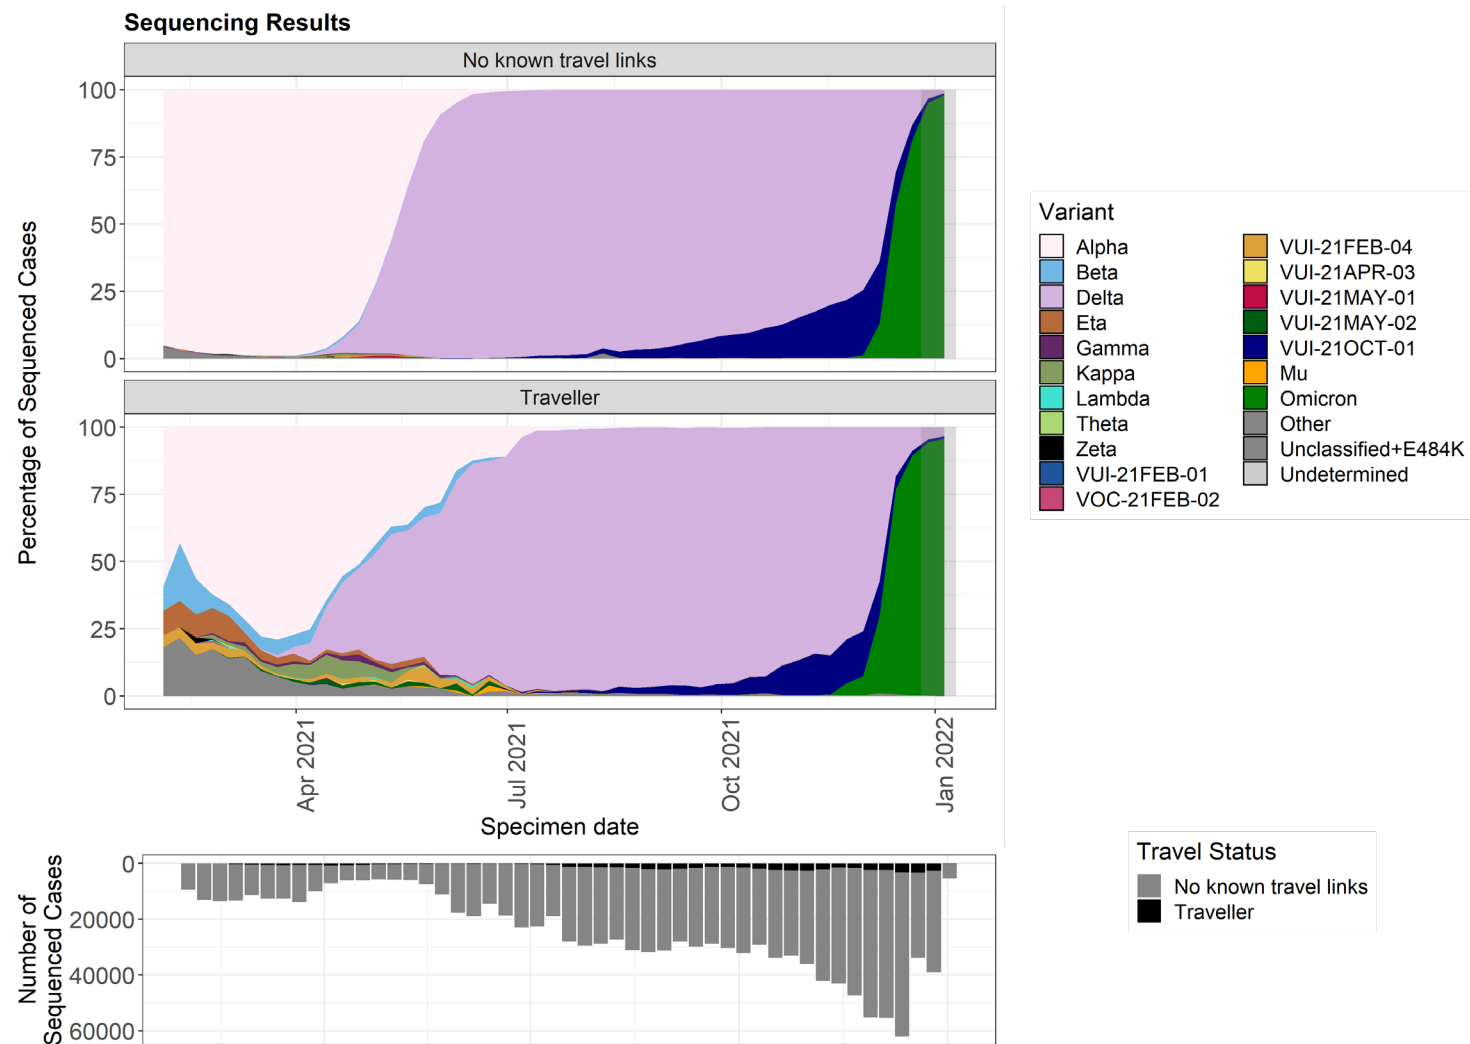 Sequencing Results
No known travel links
100
75
50
25
0
Traveller
100
75
50
25
0
Percentage of Sequenced Cases
Apr 2021
Jul 2021
Oct 2021
Jan 2022
Specimen date
Variant
Alpha
Beta
Delta
Eta
Gamma
Kappa
Lambda
Theta
Zeta
VUI-21FEB-01
VOC-21FEB-02
VUI-21FEB-04
VUI-21APR-03
VUI-21MAY-01
VUI-21MAY-02
VUI-21OCT-01
Mu
Omicron
Other
Unclassified+E484K
Undetermined
Number of
Sequenced Cases
0
20000
40000
60000
Travel Status
No known travel links
Traveller